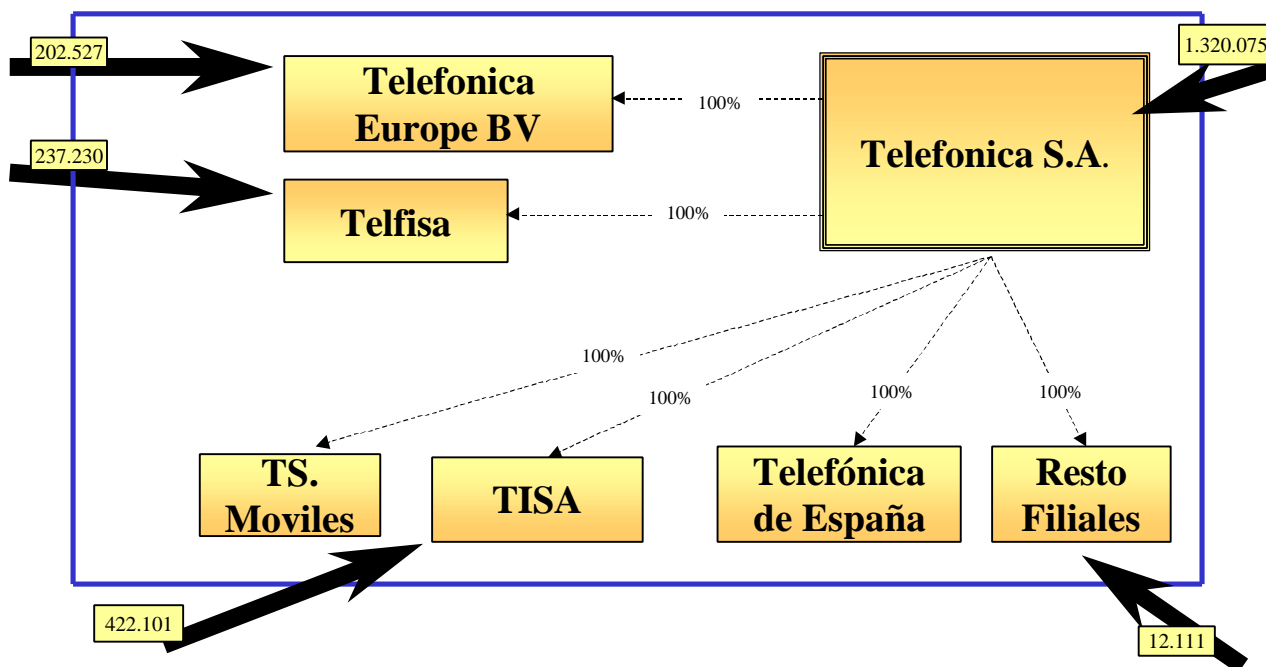 202.527
1.320.075
Telefonica
Europe BV
100%
Telefonica S.A.
237.230
Telfisa
100%
100%
100%
100%
100%
TS.
Moviles
TISA
Telefónica
de España
Resto
Filiales
422.101
12.111